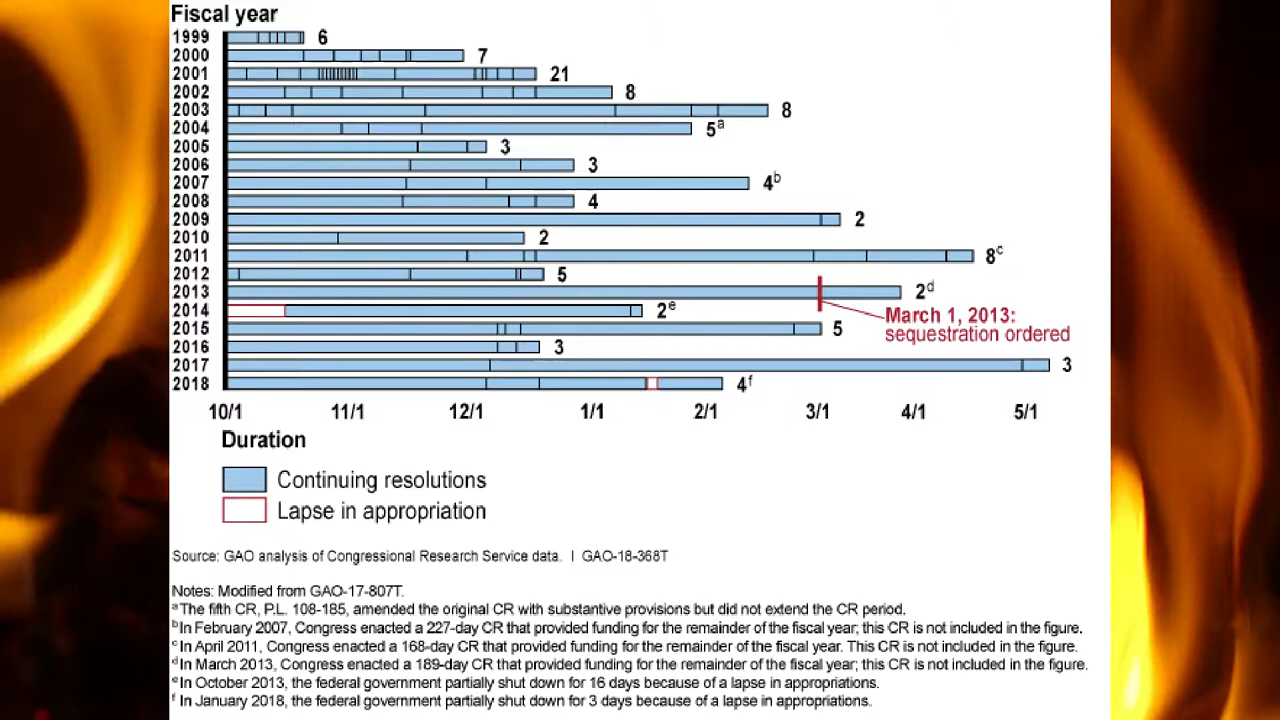 Fiscal year
1999 6
2000 7
2001 21
2002 8
2003 8
2004 5a
2005 3
2006 3
2007 4b
2008 4
2009 2
2010 2
2011 8c
2012 5
2013 2d
2014 2e
March 1, 2013:
2015 5
sequestration ordered
2016 3
2017 3
2018 4f
10/1 11/1 12/1 1/1 2/1 3/1 4/1 5/1
Duration
Continuing resolutions
Lapse in appropriation
Source: GAO analysis of Congressional Research Service data. | GAO-18-368T
Notes: Modified from GAO-17-807T.
a The fifth CR, P.L. 108-185, amended the original CR with substantive provisions but did not extend the CR period.
b In February 2007, Congress enacted a 227-day CR that provided funding for the remainder of the fiscal year; this CR is not included in the figure.
c In April 2011, Congress enacted a 168-day CR that provided funding for the remainder of the fiscal year. This CR is not included in the figure.
d In March 2013, Congress enacted a 189-day CR that provided funding for the remainder of the fiscal year; this CR is not included in the figure.
e In October 2013, the federal government partially shut down for 16 days because of a lapse in appropriations.
f In January 2018, the federal government partially shut down for 3 days because of a lapse in appropriations.